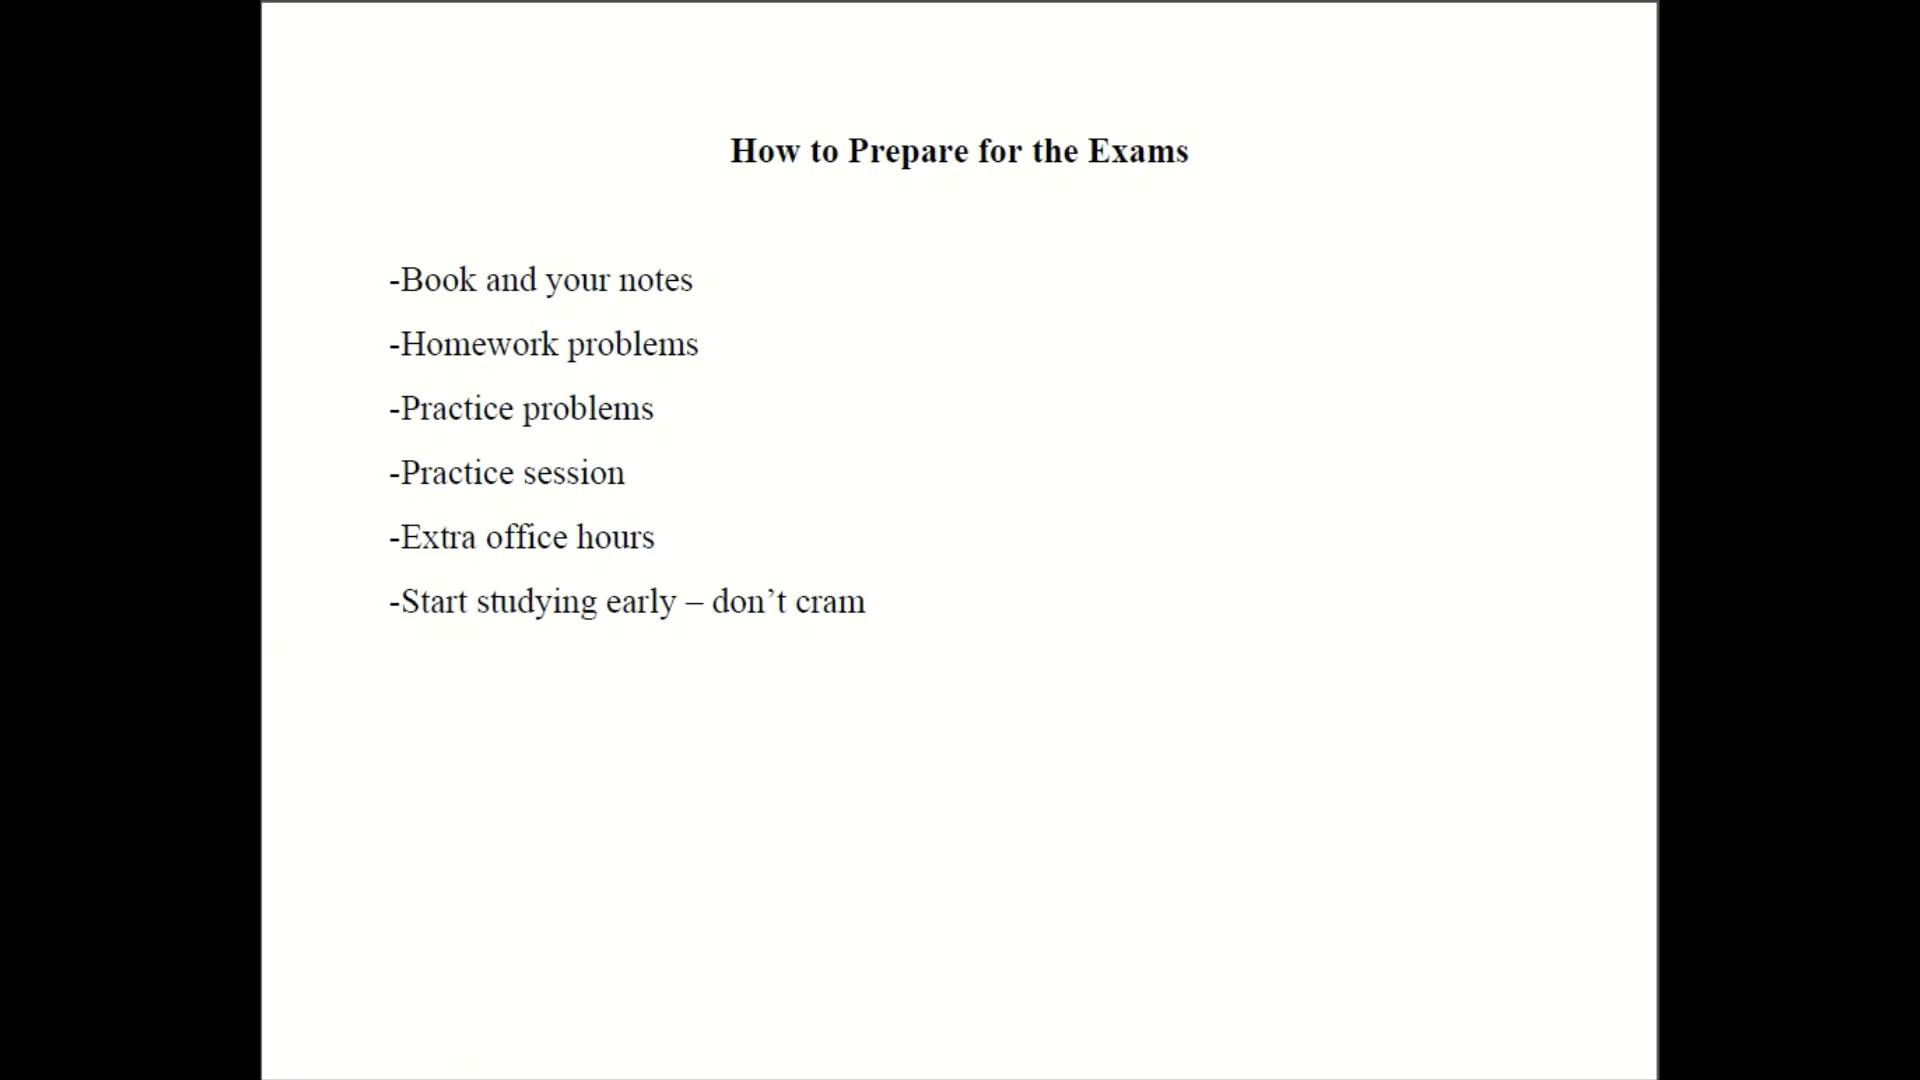 How to Prepare for the Exams
-Book and your notes
-Homework problems
-Practice problems
-Practice session
-Extra office hours
-Start studying early – don’t cram